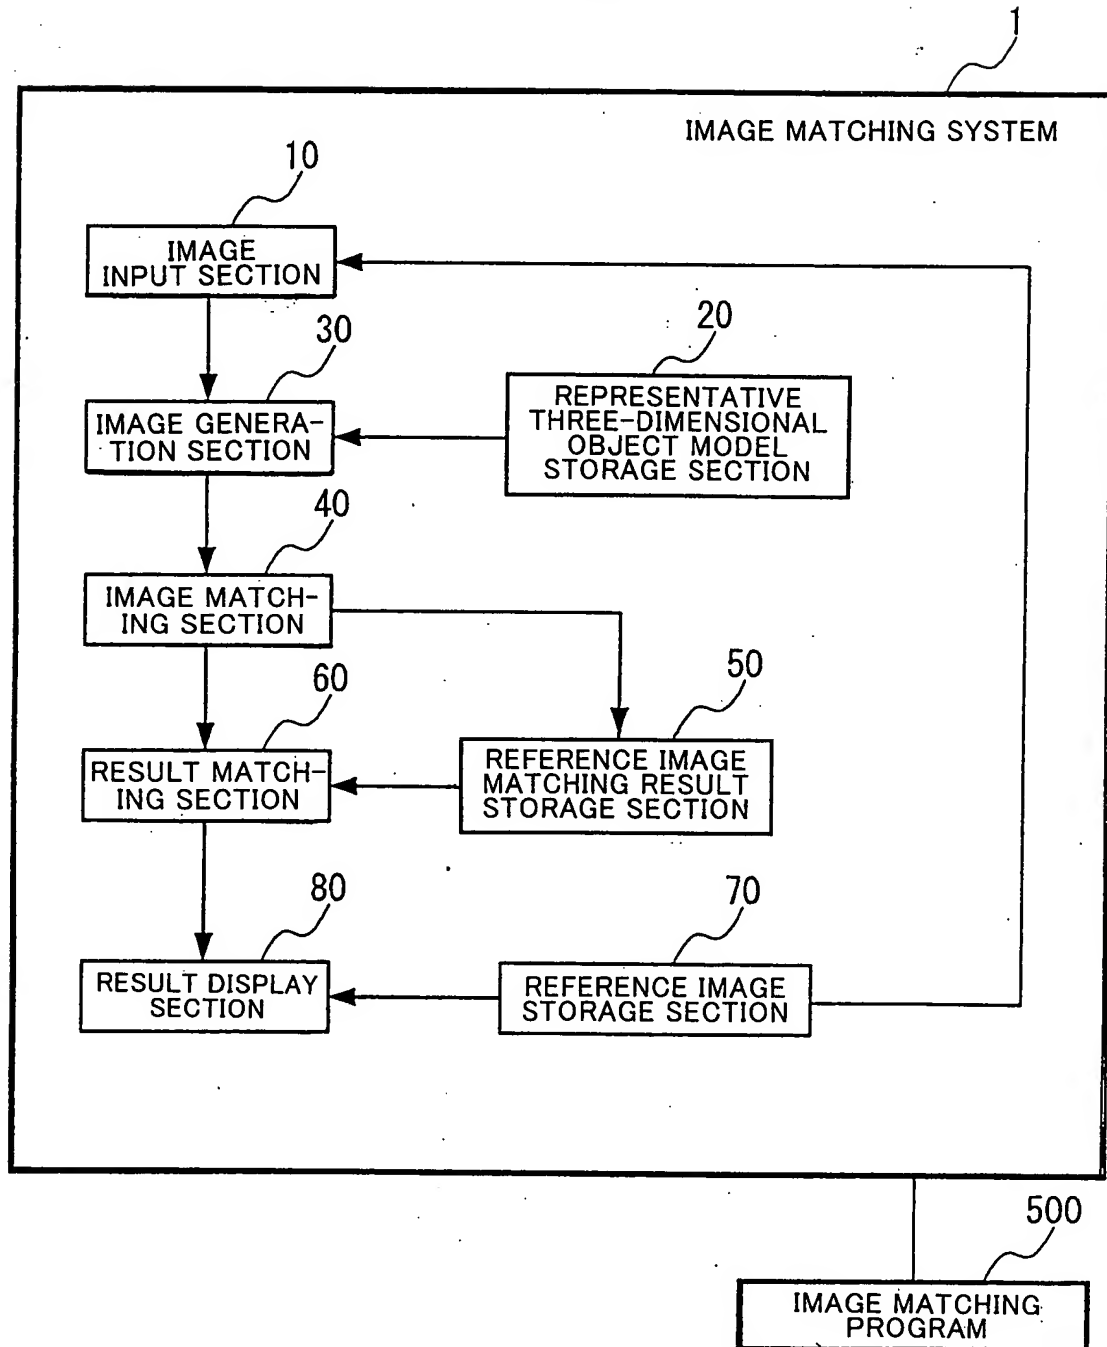 1
IMAGE MATCHING SYSTEM
10
IMAGE
INPUT SECTION
30
IMAGE GENERA-
TION SECTION
20
REPRESENTATIVE
THREE-DIMENSIONAL
OBJECT MODEL
STORAGE SECTION
40
IMAGE MATCH-
ING SECTION
60
RESULT MATCH-
ING SECTION
50
REFERENCE IMAGE
MATCHING RESULT
STORAGE SECTION
80
RESULT DISPLAY
SECTION
70
REFERENCE IMAGE
STORAGE SECTION
500
IMAGE MATCHING
PROGRAM